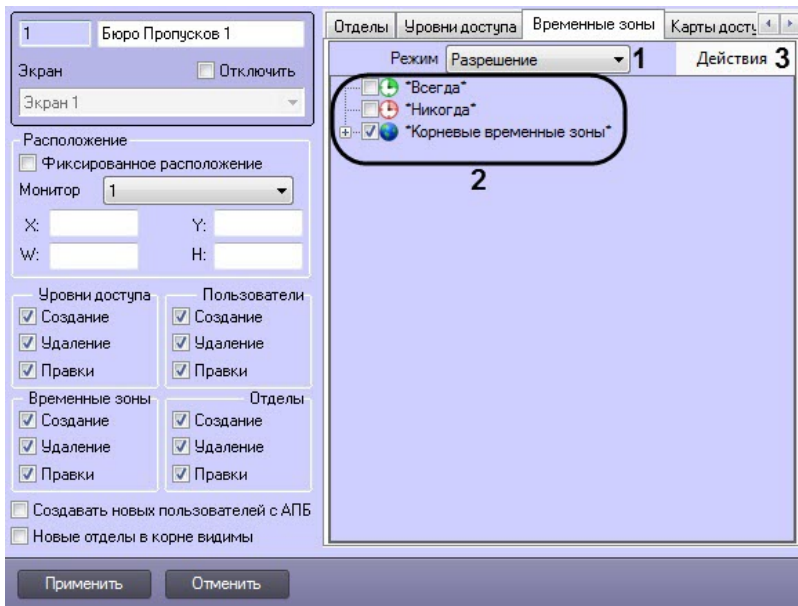 1 Бюро Пропусков 1
Экран Отключить
Экран 1
Расположение
Фиксированное расположение
Монитор 1
X: Y:
W: H:
Уровни доступа Пользователи
Создание Создание
Удаление Удаление
Правки Правки
Временные зоны Отделы
Создание Создание
Удаление Удаление
Правки Правки
Создавать новых пользователей с АПБ
Новые отделы в корне видимы
Применить Отменить
Отделы Уровни доступа Временные зоны Карты досту
Режим Разрешение 1 Действия 3
*Всегда*
*Никогда*
*Корневые временные зоны*
2